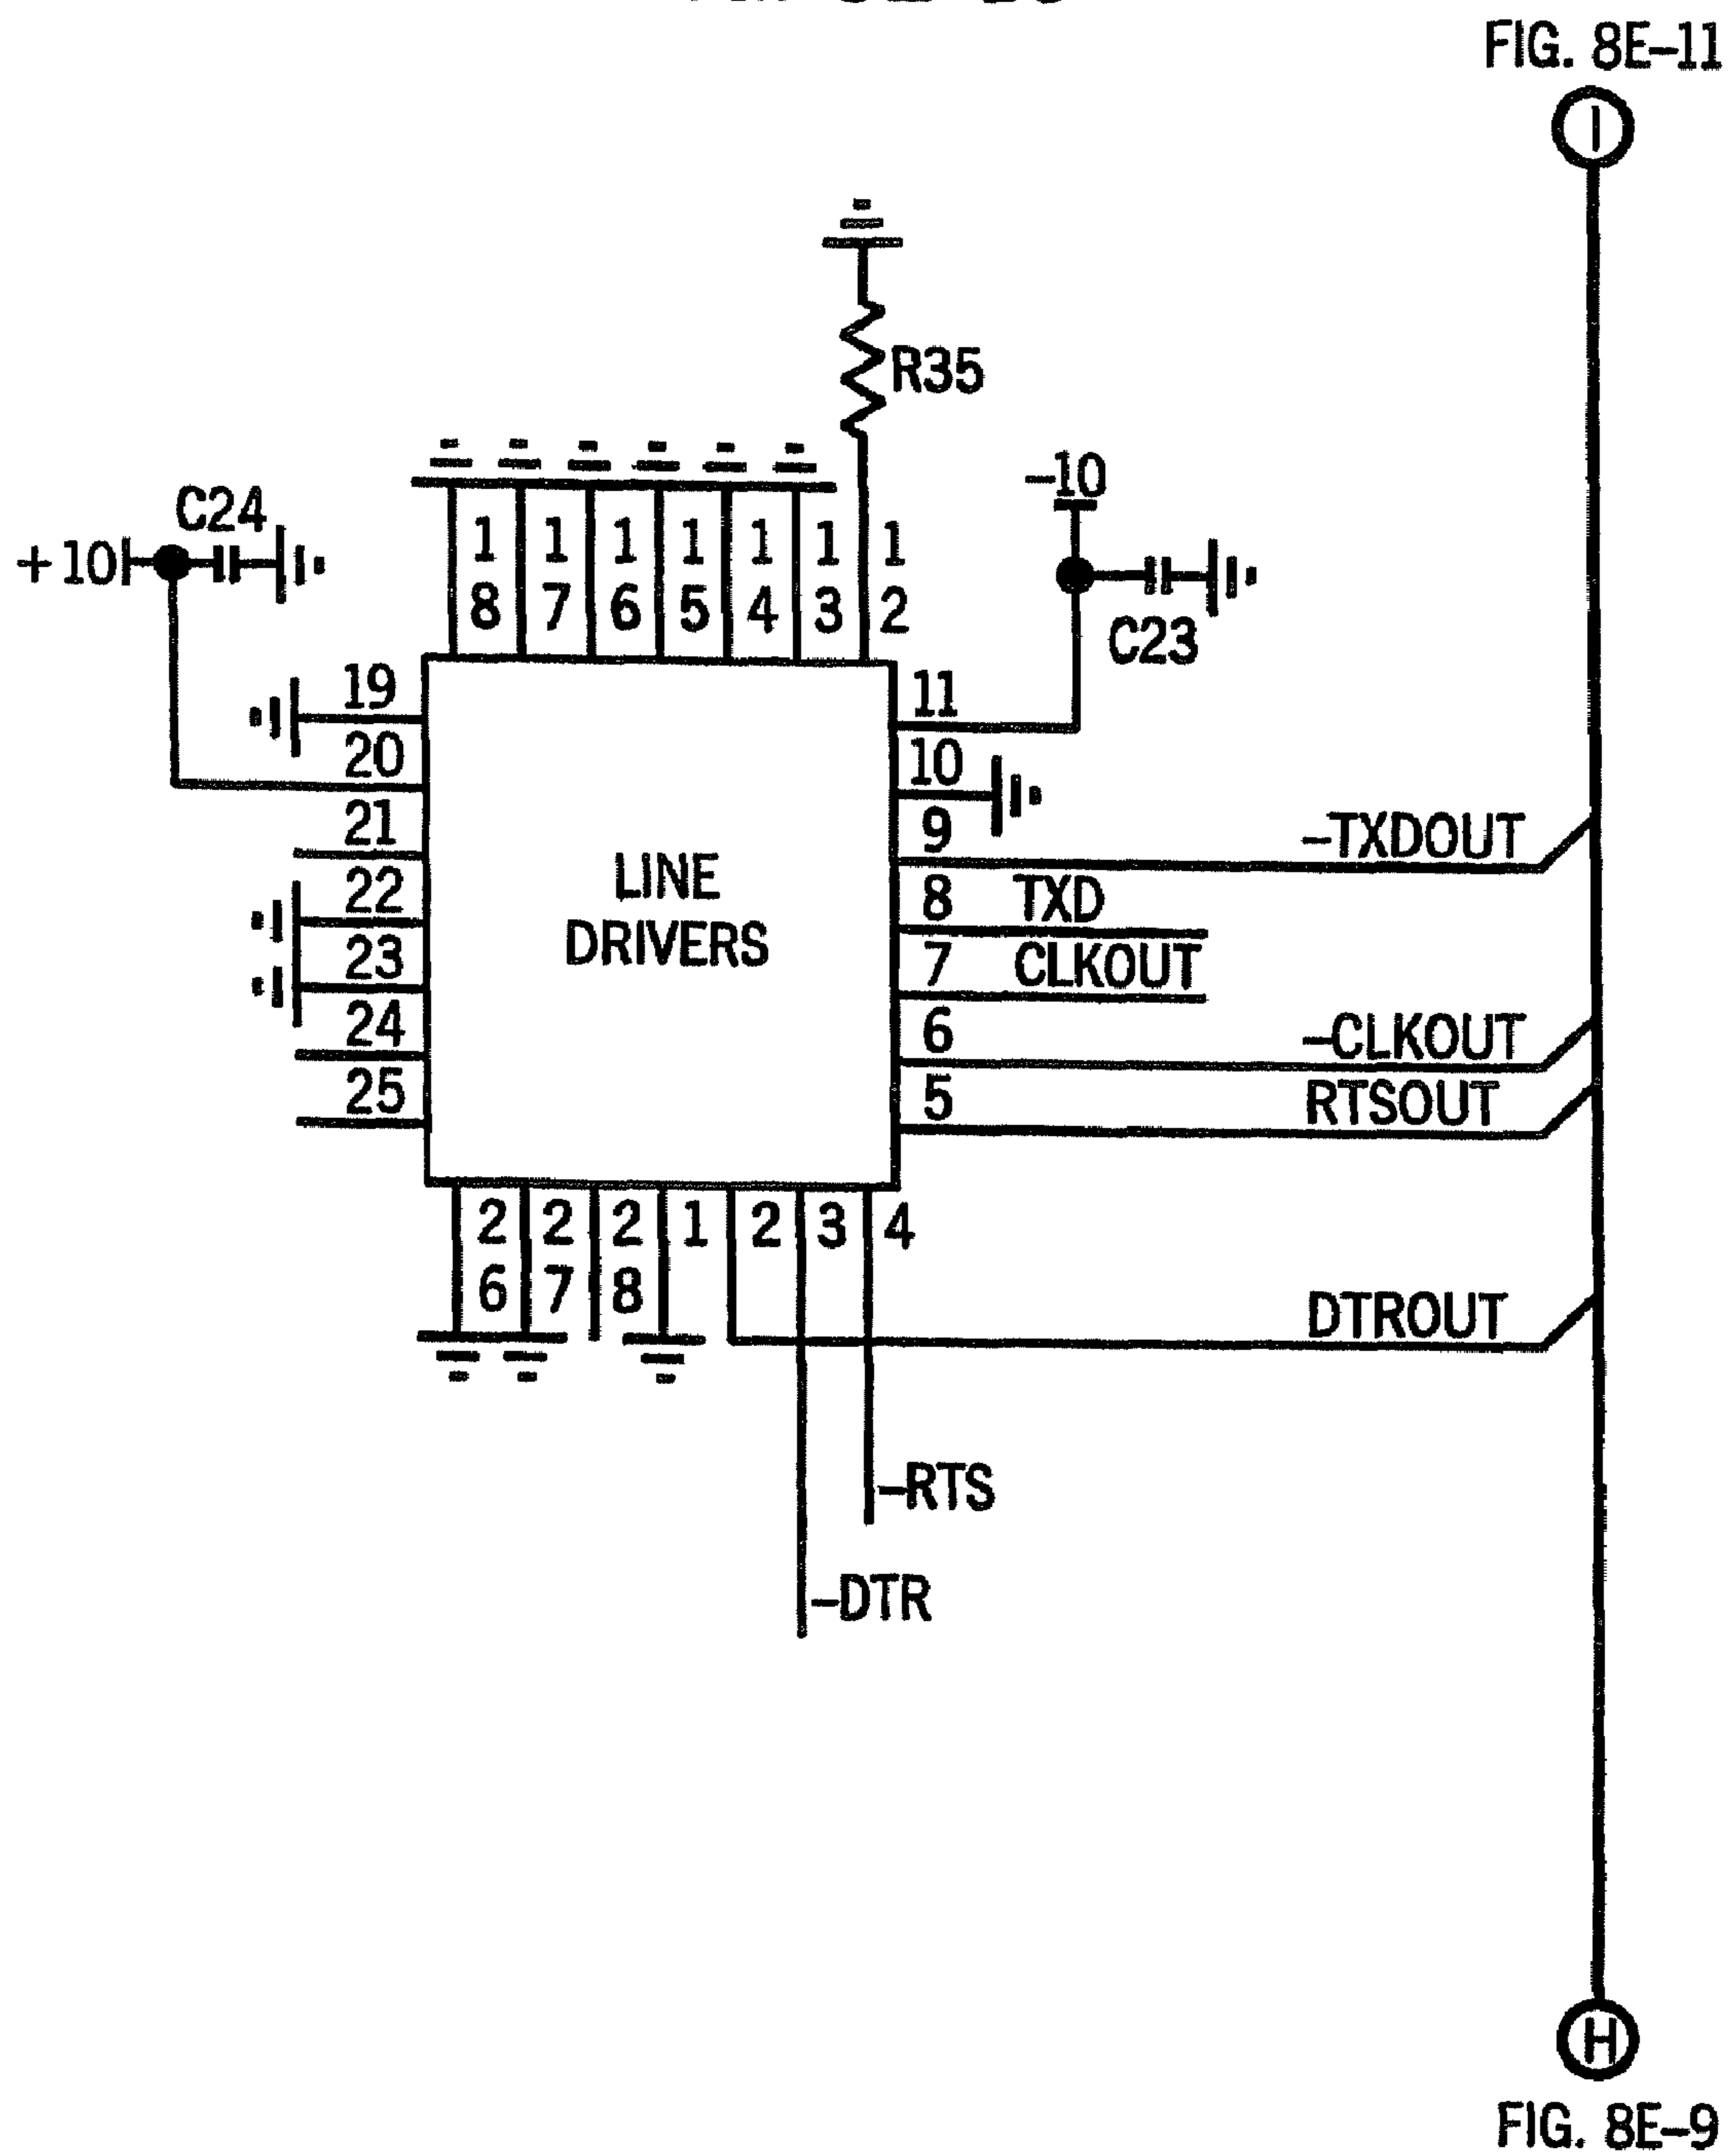 FIG. 8E-11
I
R35
-10
C24
+10
C23
1 1 1 1 1 1 1
8 7 6 5 4 3 2
19
20
21
22
23
24
25
LINE
DRIVERS
11
10
9
8
7
6
5
-TXDOUT
TXD
CLKOUT
-CLKOUT
RTSOUT
2 2 2 1 2 3 4
6 7 8
DTROUT
-RTS
-DTR
H
FIG. 8E-9